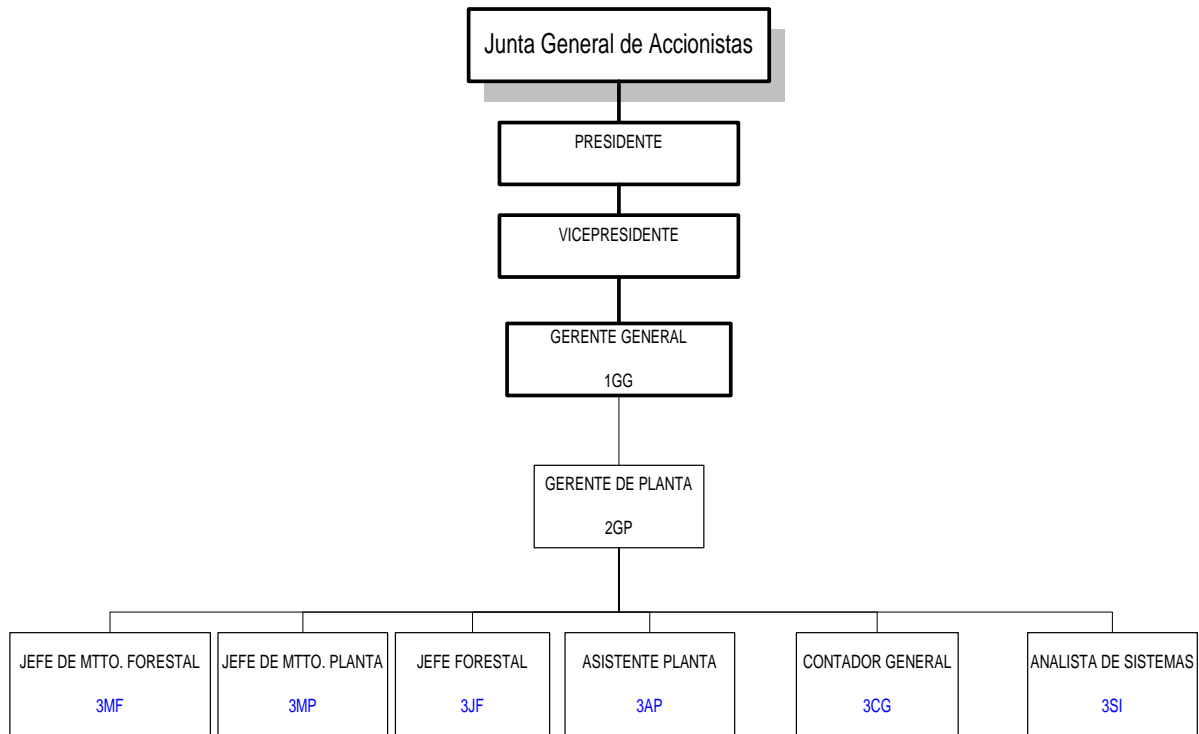 Junta General de Accionistas
PRESIDENTE
VICEPRESIDENTE
GERENTE GENERAL
1GG
GERENTE DE PLANTA
2GP
JEFE DE MTTO. FORESTAL
3MF
JEFE DE MTTO. PLANTA
3MP
JEFE FORESTAL
3JF
ASISTENTE PLANTA
3AP
CONTADOR GENERAL
3CG
ANALISTA DE SISTEMAS
3SI